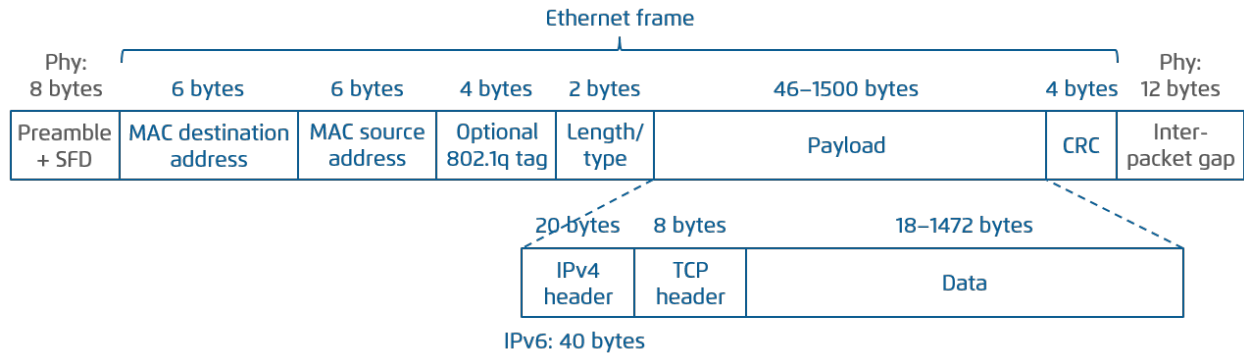 Ethernet frame
Phy:
8 bytes
6 bytes
6 bytes
4 bytes
2 bytes
46–1500 bytes
4 bytes
Phy:
12 bytes
Preamble
+ SFD
MAC destination
address
MAC source
address
Optional
802.1q tag
Length/
type
Payload
CRC
Inter-
packet gap
20 bytes
8 bytes
18–1472 bytes
IPv4
header
TCP
header
Data
IPv6: 40 bytes